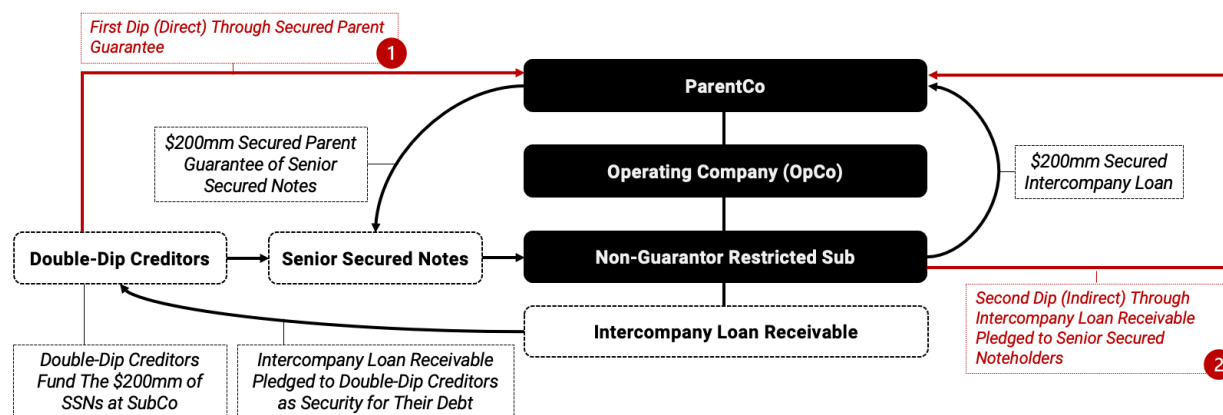 First Dip (Direct) Through Secured Parent
Guarantee
1
ParentCo
$200mm Secured Parent
Guarantee of Senior
Secured Notes
Operating Company (OpCo)
$200mm Secured
Intercompany Loan
Double-Dip Creditors
Senior Secured Notes
Non-Guarantor Restricted Sub
Intercompany Loan Receivable
Second Dip (Indirect) Through
Intercompany Loan Receivable
Pledged to Senior Secured
Noteholders
2
Double-Dip Creditors
Fund The $200mm of
SSNs at SubCo
Intercompany Loan Receivable
Pledged to Double-Dip Creditors
as Security for Their Debt